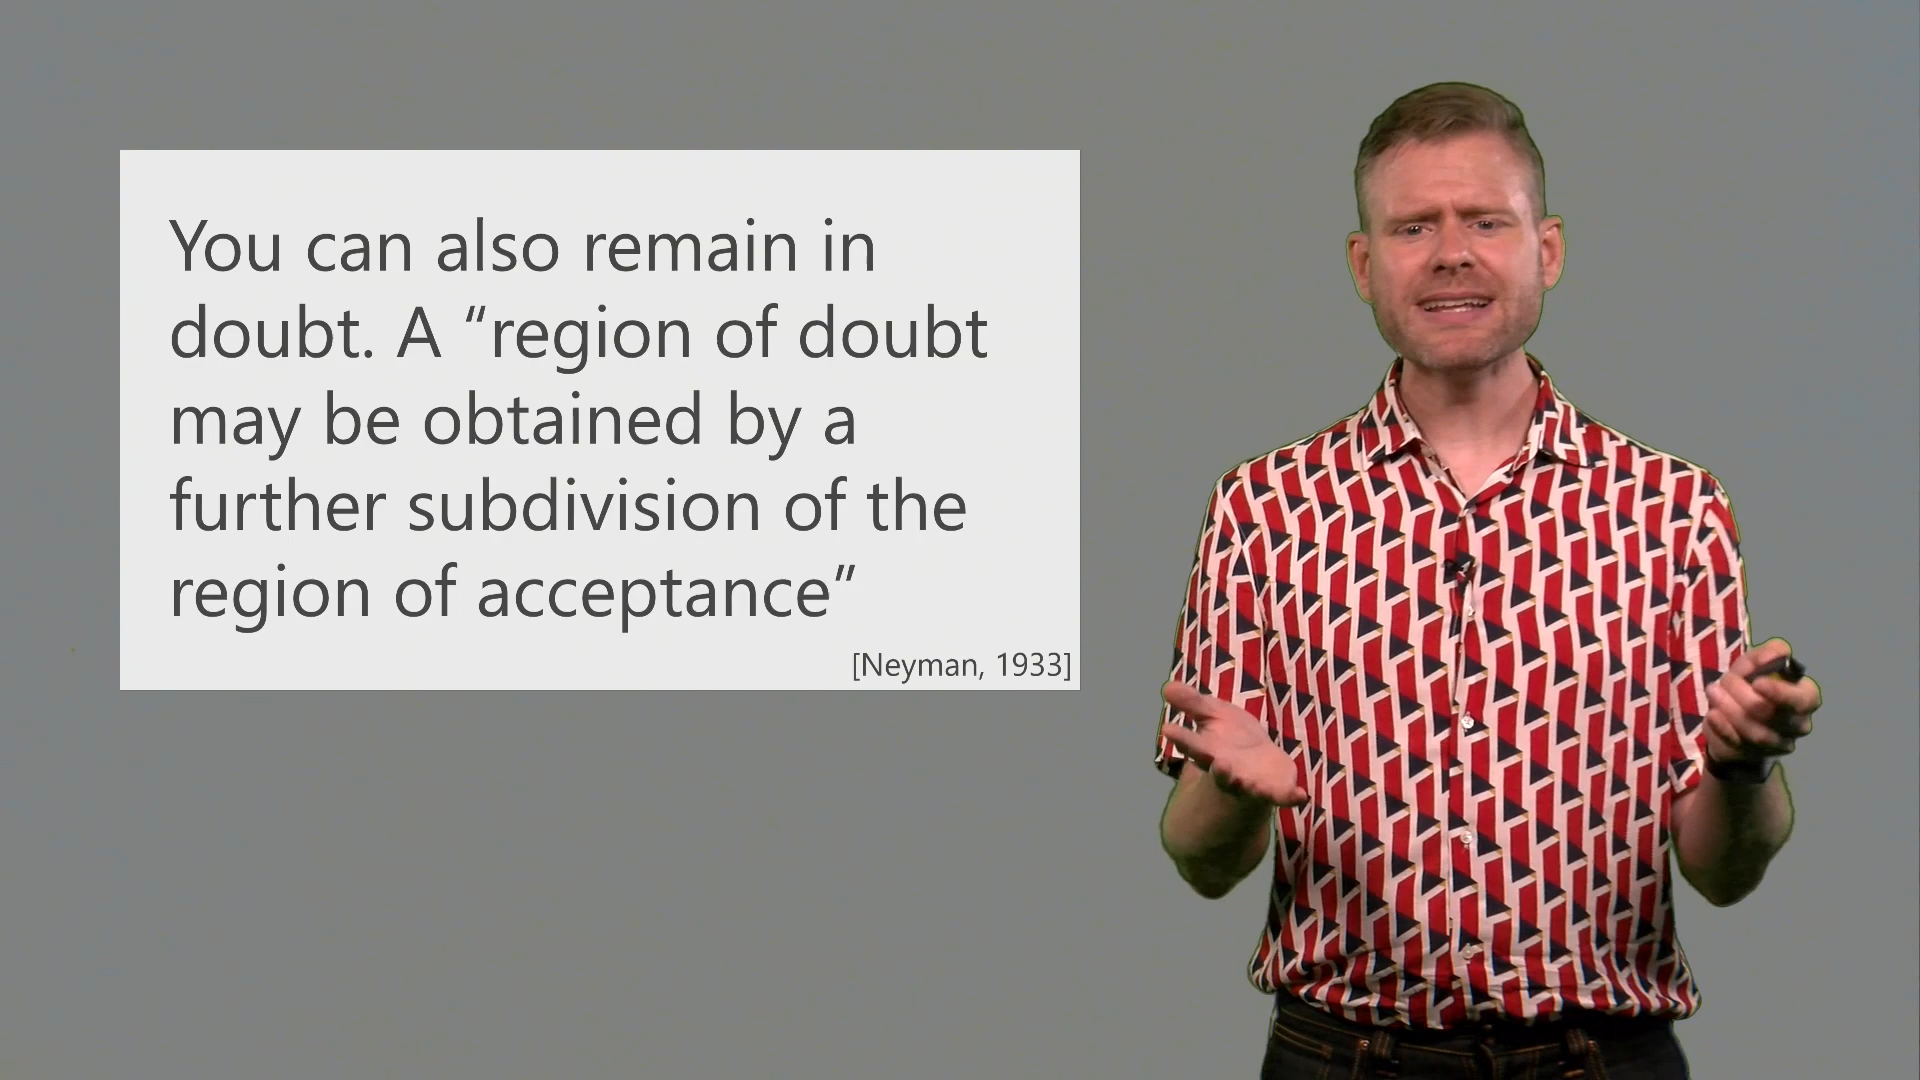 You can also remain in
doubt. A “region of doubt
may be obtained by a
further subdivision of the
region of acceptance”
[Neyman, 1933]